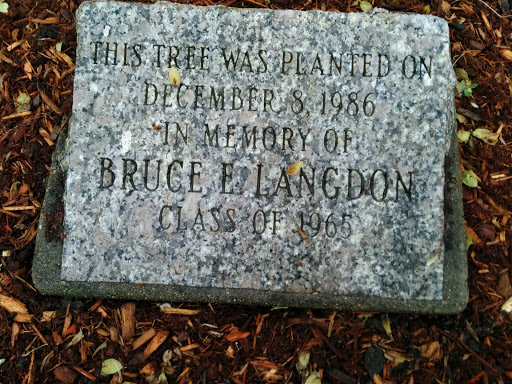 THIS TREE WAS PLANTED ON
DECEMBER 8, 1986
IN MEMORY OF
BRUCE E. LANGDON
CLASS OF 1965